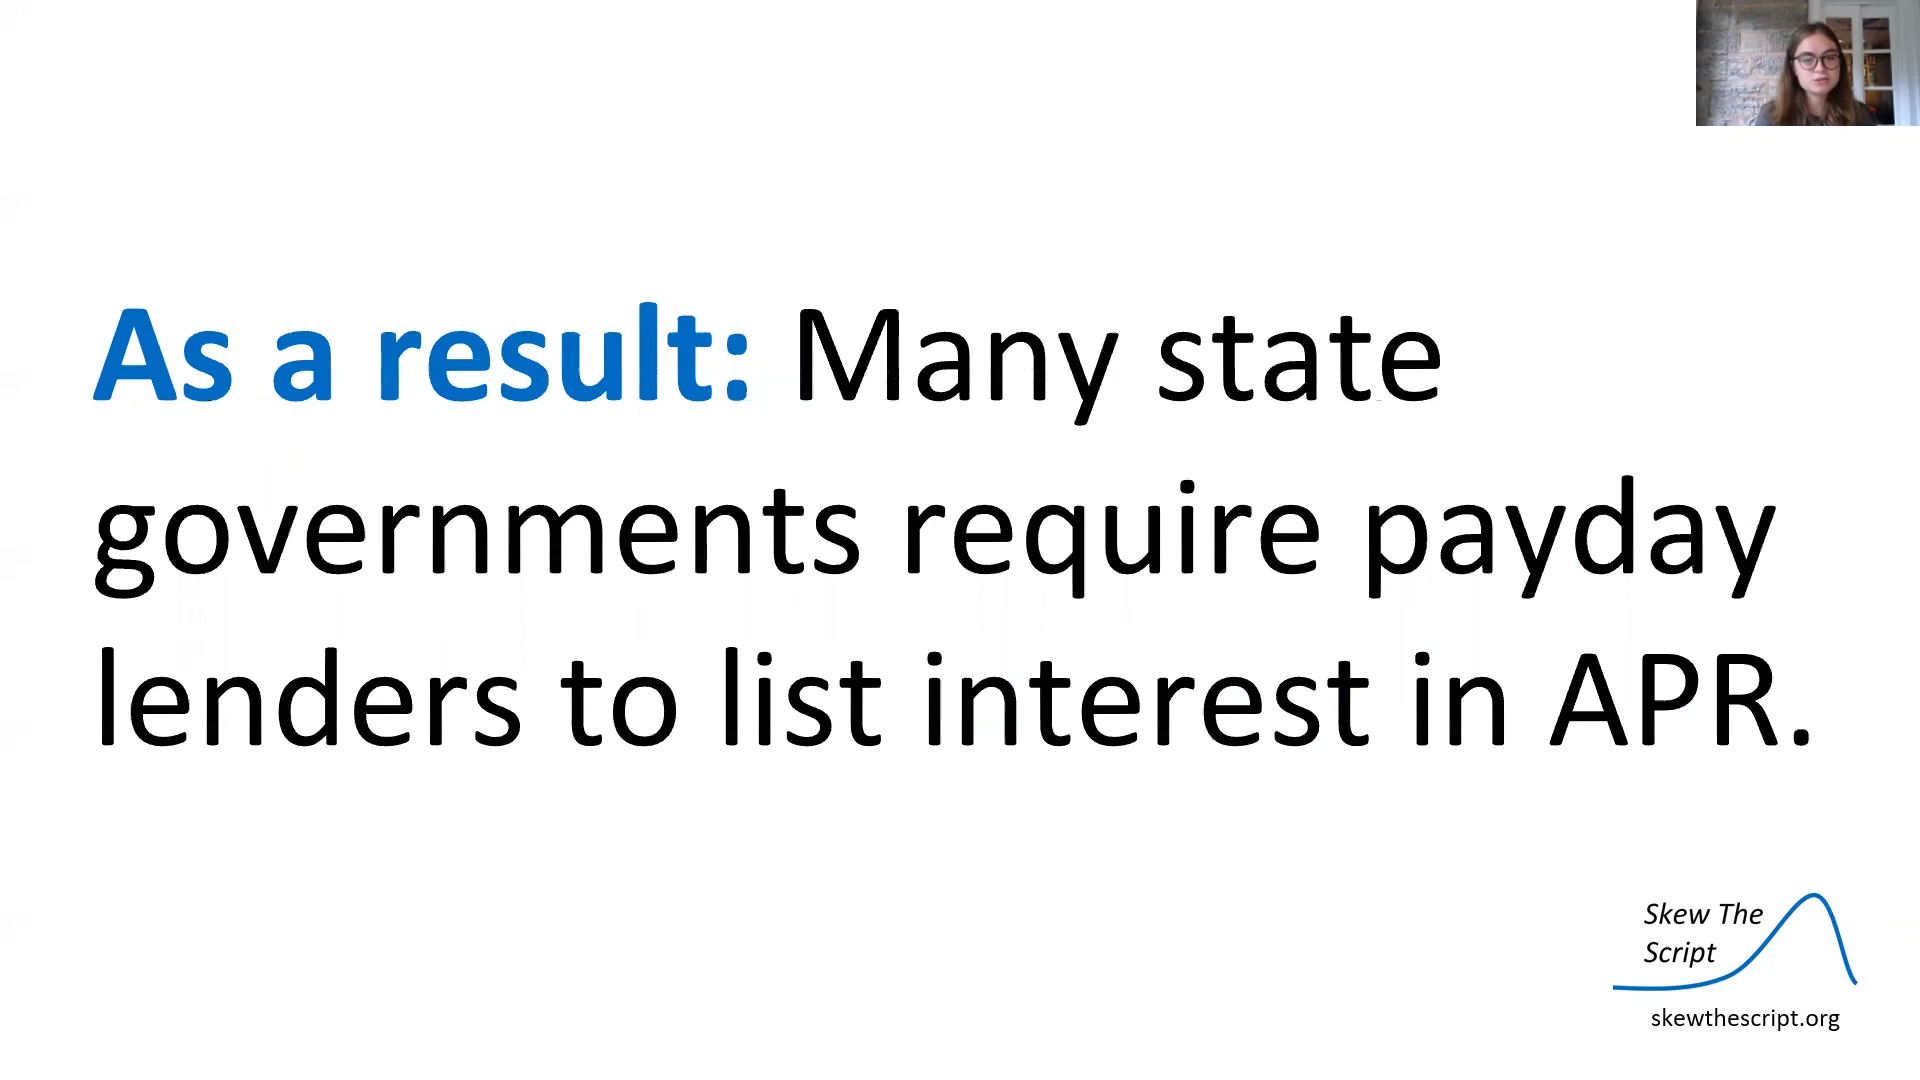 As a result: Many state
governments require payday
lenders to list interest in APR.
Skew The
Script
skewthescript.org